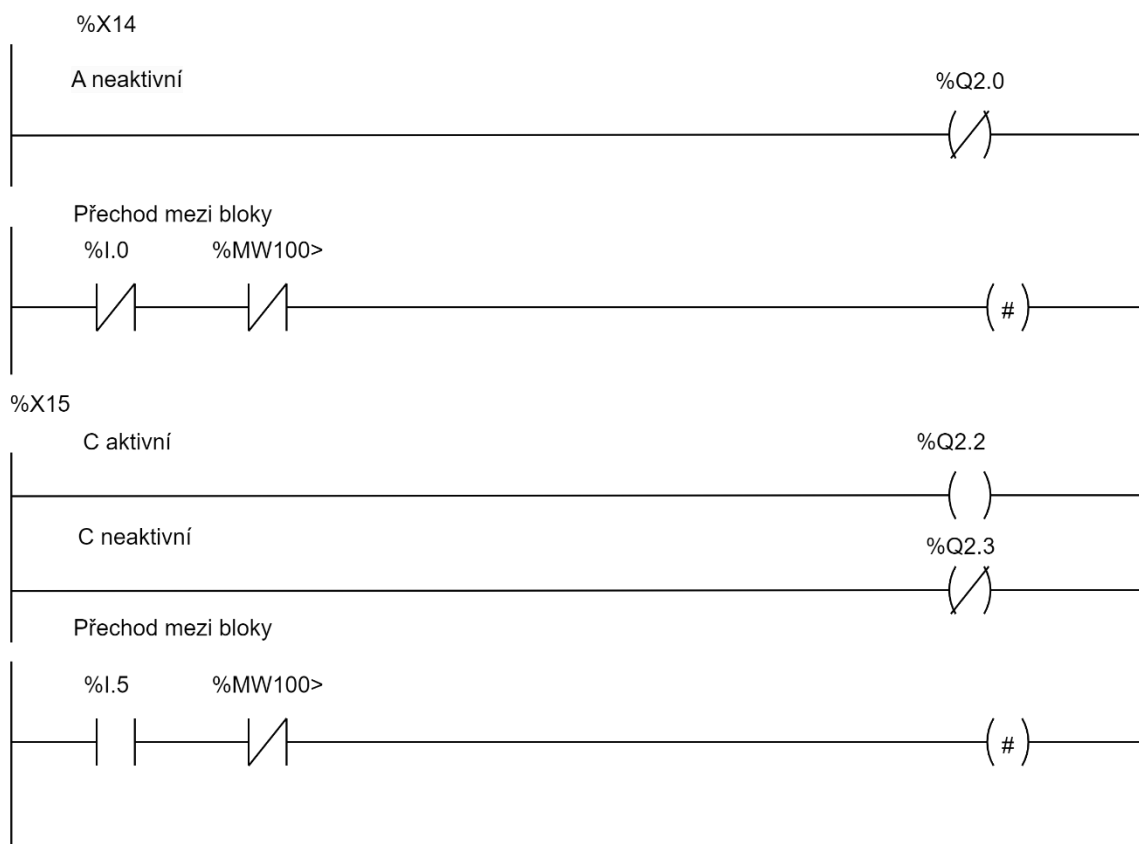 %X14
A neaktivní
%Q2.0
Přechod mezi bloky
%I.0 %MW100>
#
%X15
C aktivní
%Q2.2
C neaktivní
%Q2.3
Přechod mezi bloky
%I.5 %MW100>
#